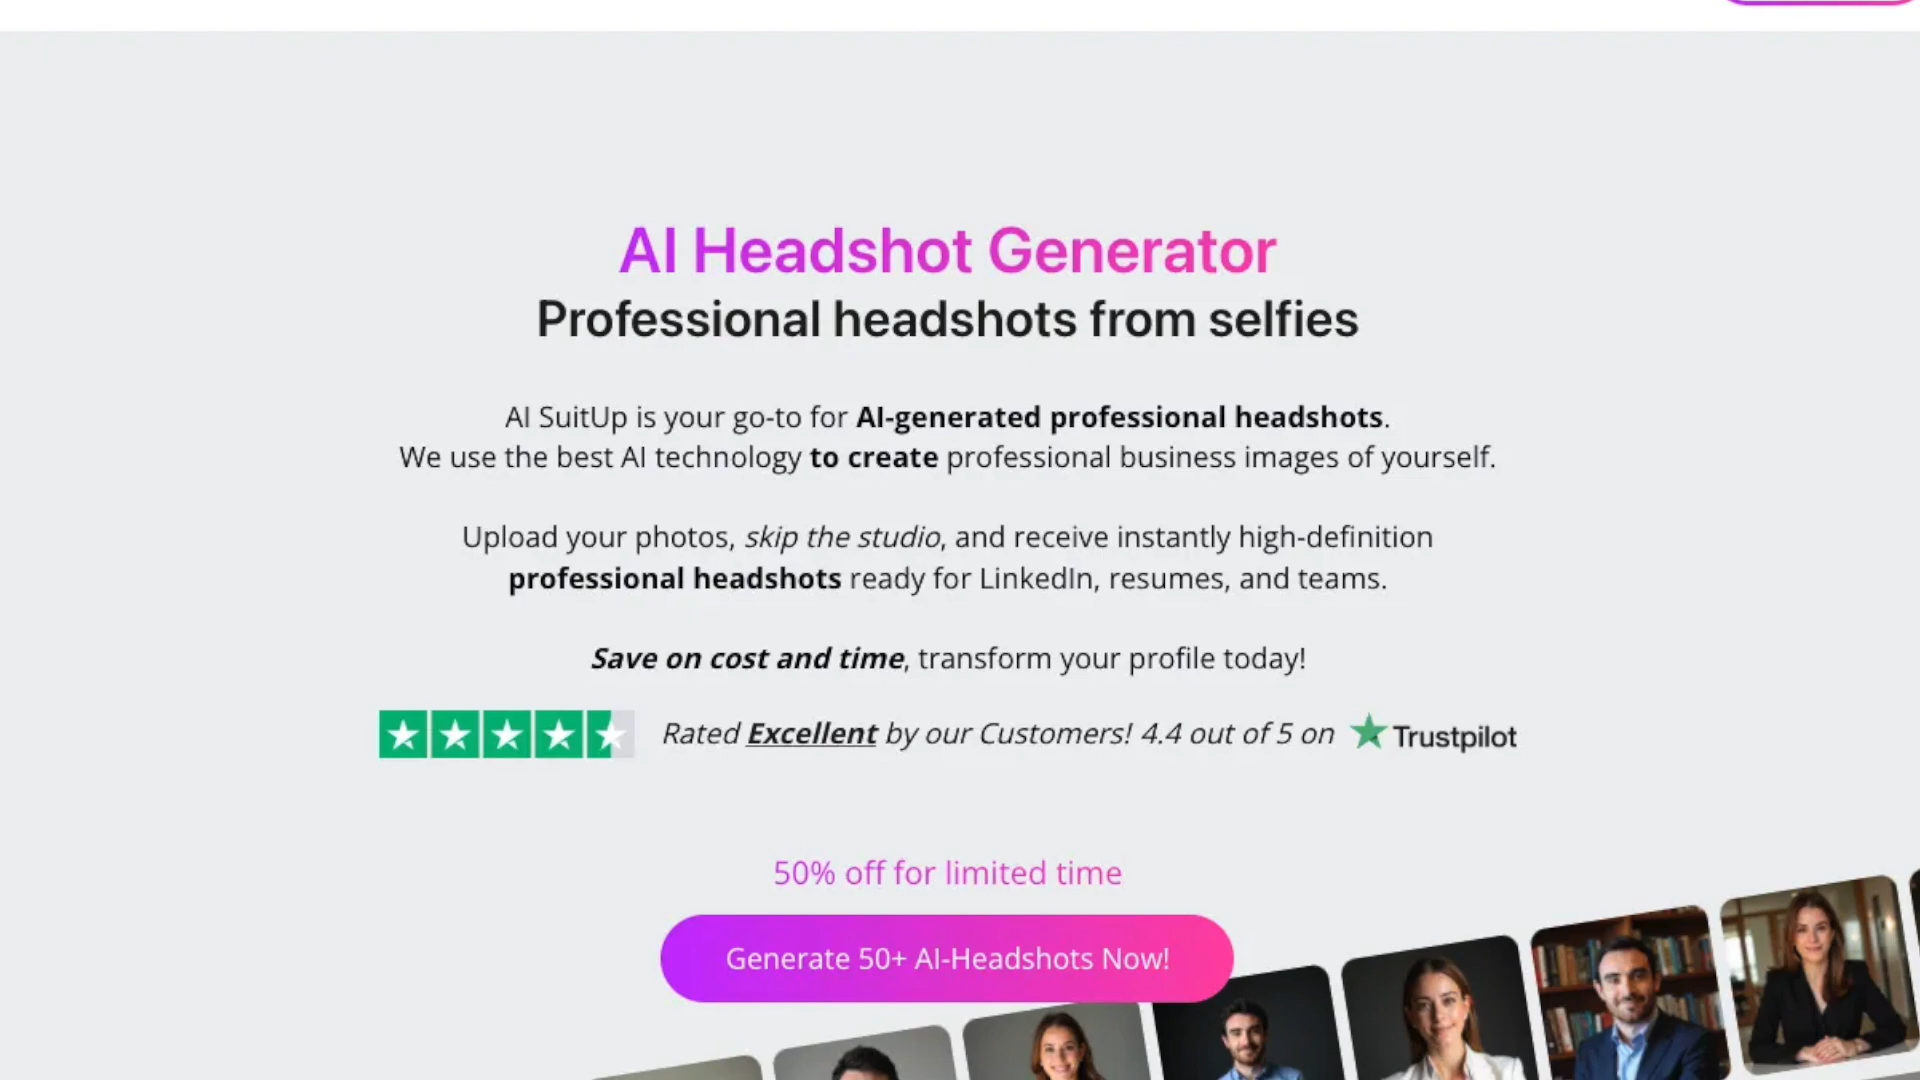 AI Headshot Generator
Professional headshots from selfies
AI SuitUp is your go-to for AI-generated professional headshots.
We use the best AI technology to create professional business images of yourself.
Upload your photos, skip the studio, and receive instantly high-definition
professional headshots ready for LinkedIn, resumes, and teams.
Save on cost and time, transform your profile today!
Rated Excellent by our Customers! 4.4 out of 5 on Trustpilot
50% off for limited time
Generate 50+ AI-Headshots Now!